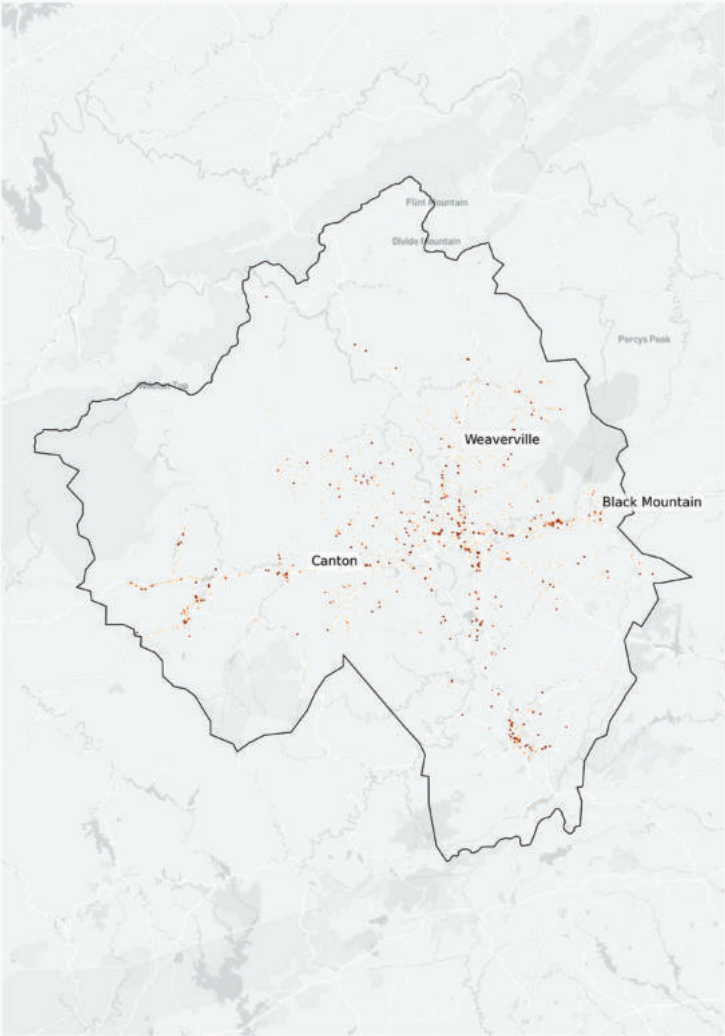 Flint Mountain
Divide Mountain
Percys Peak
Weaverville
Black Mountain
Canton